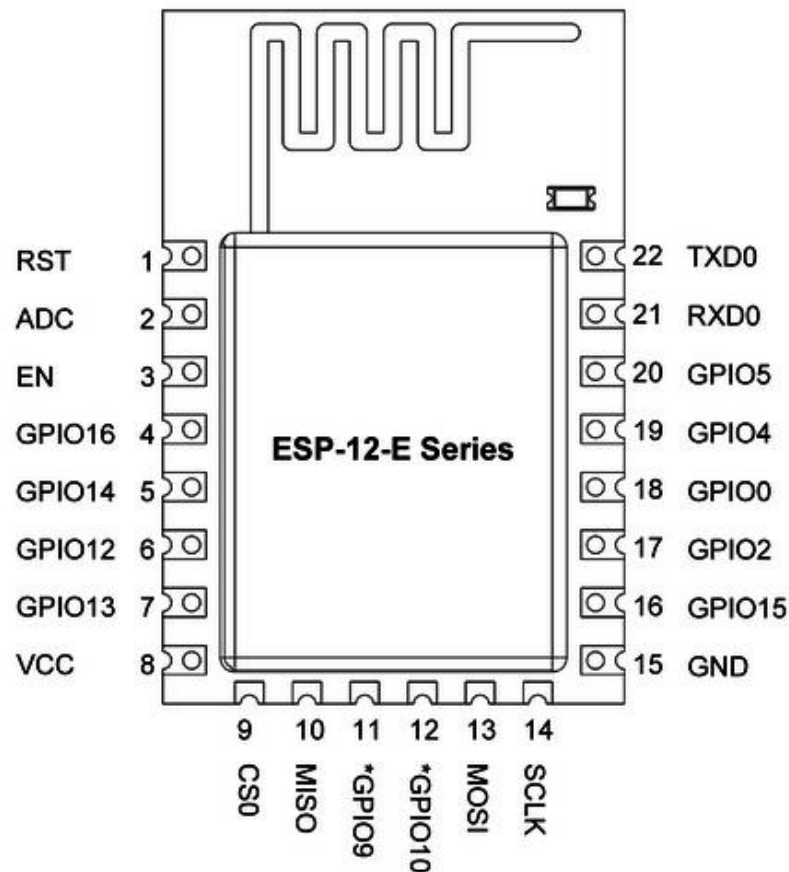 RST 1 22 TXD0
ADC 2 21 RXD0
EN 3 20 GPIO5
GPIO16 4 19 GPIO4
ESP-12-E Series
GPIO14 5 18 GPIO0
GPIO12 6 17 GPIO2
GPIO13 7 16 GPIO15
VCC 8 15 GND
9 10 11 12 13 14
CS0
MISO
*GPIO9
*GPIO10
MOSI
SCLK